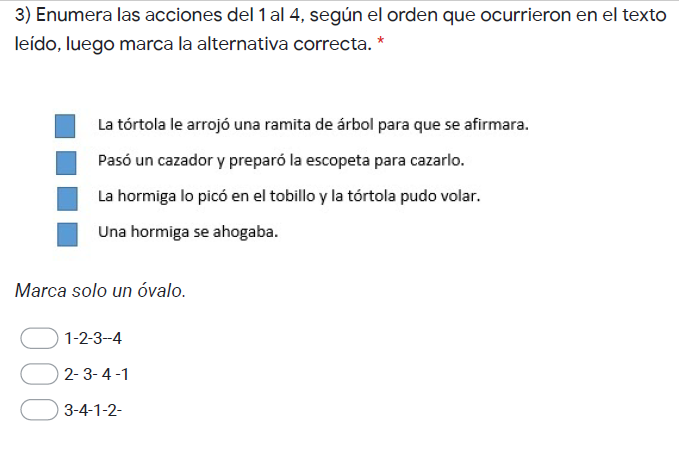 3) Enumera las acciones del 1 al 4, según el orden que ocurrieron en el texto
leído, luego marca la alternativa correcta. *
La tórtola le arrojó una ramita de árbol para que se afirmara.
Pasó un cazador y preparó la escopeta para cazarlo.
La hormiga lo picó en el tobillo y la tórtola pudo volar.
Una hormiga se ahogaba.
Marca solo un óvalo.
1-2-3--4
2- 3- 4 -1
3-4-1-2-